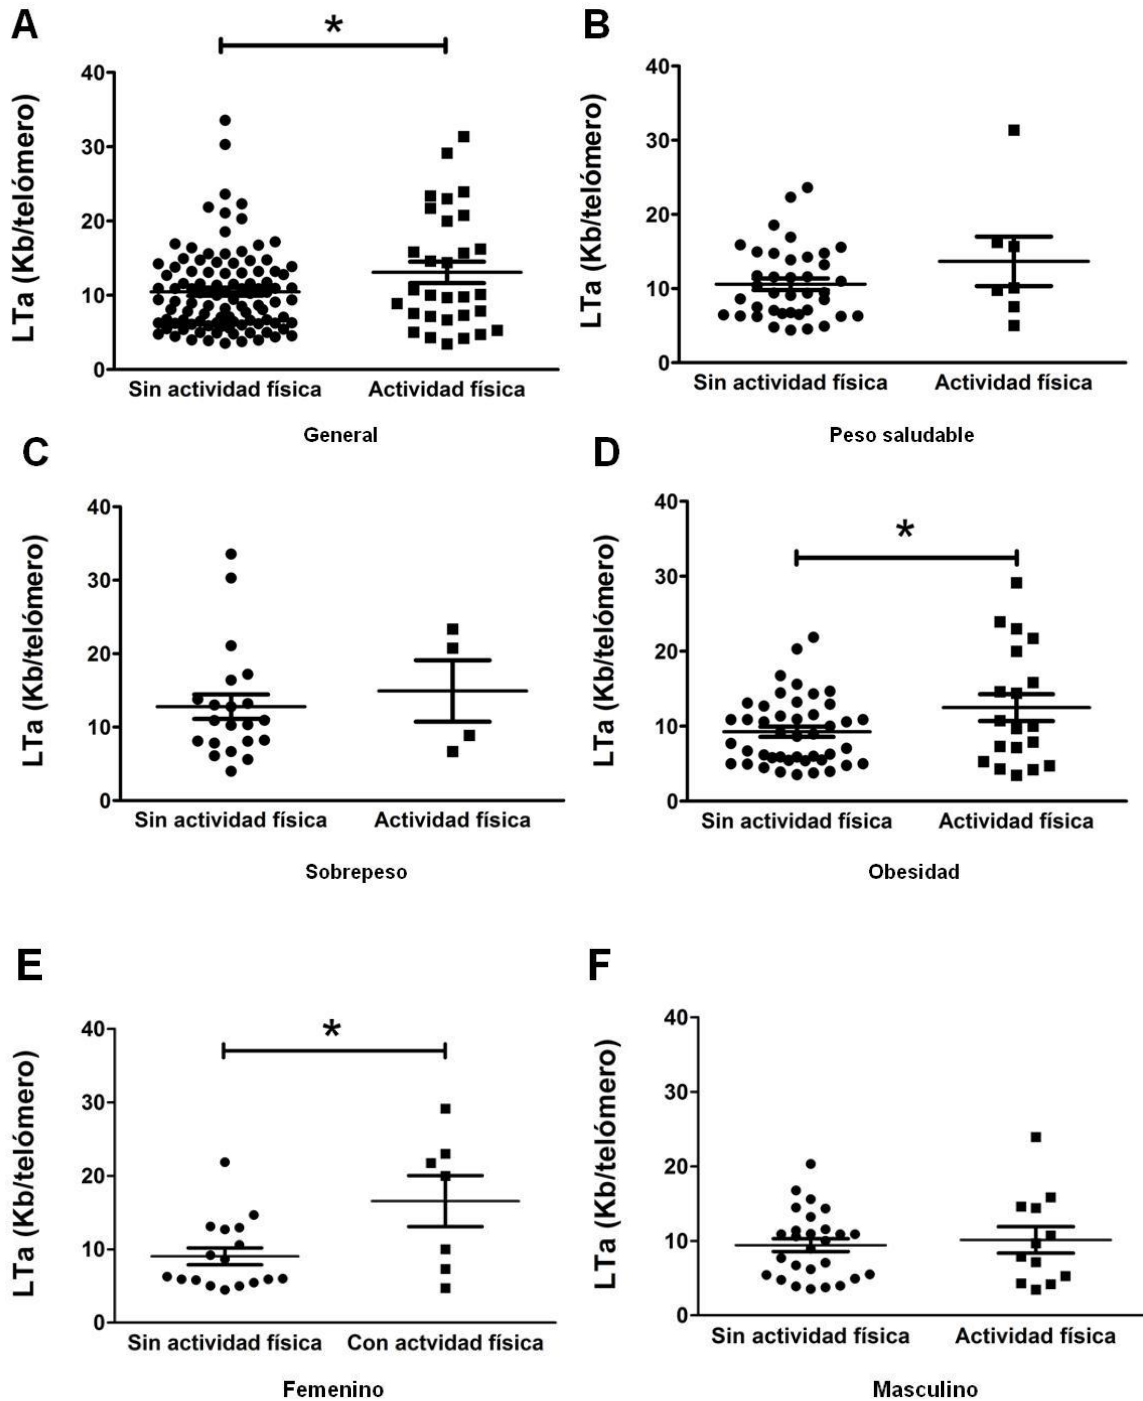 A
*
LTa (Kb/telómero)
40
30
20
10
0
Sin actividad física
Actividad física
General
B
LTa (Kb/telómero)
40
30
20
10
0
Sin actividad física
Actividad física
Peso saludable
C
LTa (Kb/telómero)
40
30
20
10
0
Sin actividad física
Actividad física
Sobrepeso
D
*
LTa (Kb/telómero)
40
30
20
10
0
Sin actividad física
Actividad física
Obesidad
E
*
LTa (Kb/telómero)
40
30
20
10
0
Sin actividad física
Con actvidad física
Femenino
F
LTa (Kb/telómero)
40
30
20
10
0
Sin actividad física
Actividad física
Masculino